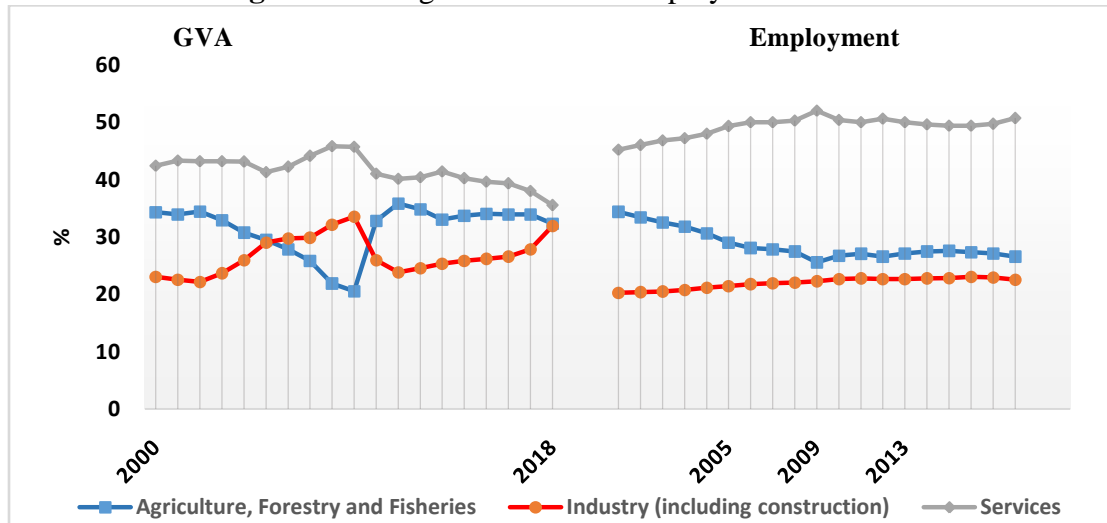 GVA Employment
60
50
40
30
20
10
0
%
2000 2018 2005 2009 2013
Agriculture, Forestry and Fisheries Industry (including construction) Services